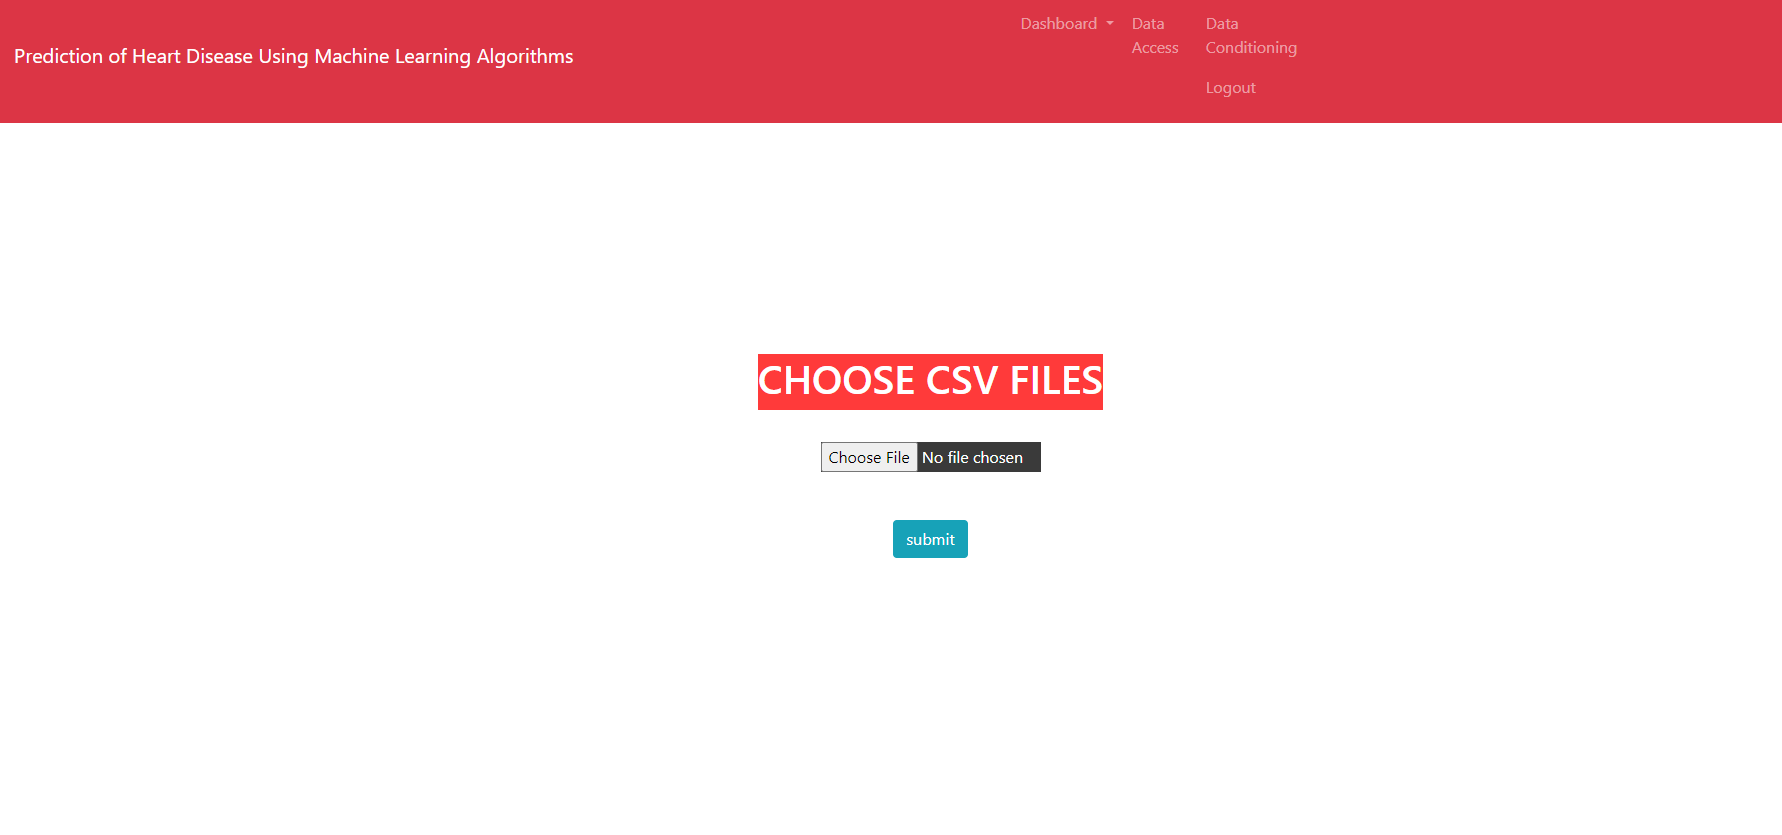 Prediction of Heart Disease Using Machine Learning Algorithms
Dashboard
Data
Access
Data
Conditioning
Logout
CHOOSE CSV FILES
Choose File No file chosen
submit